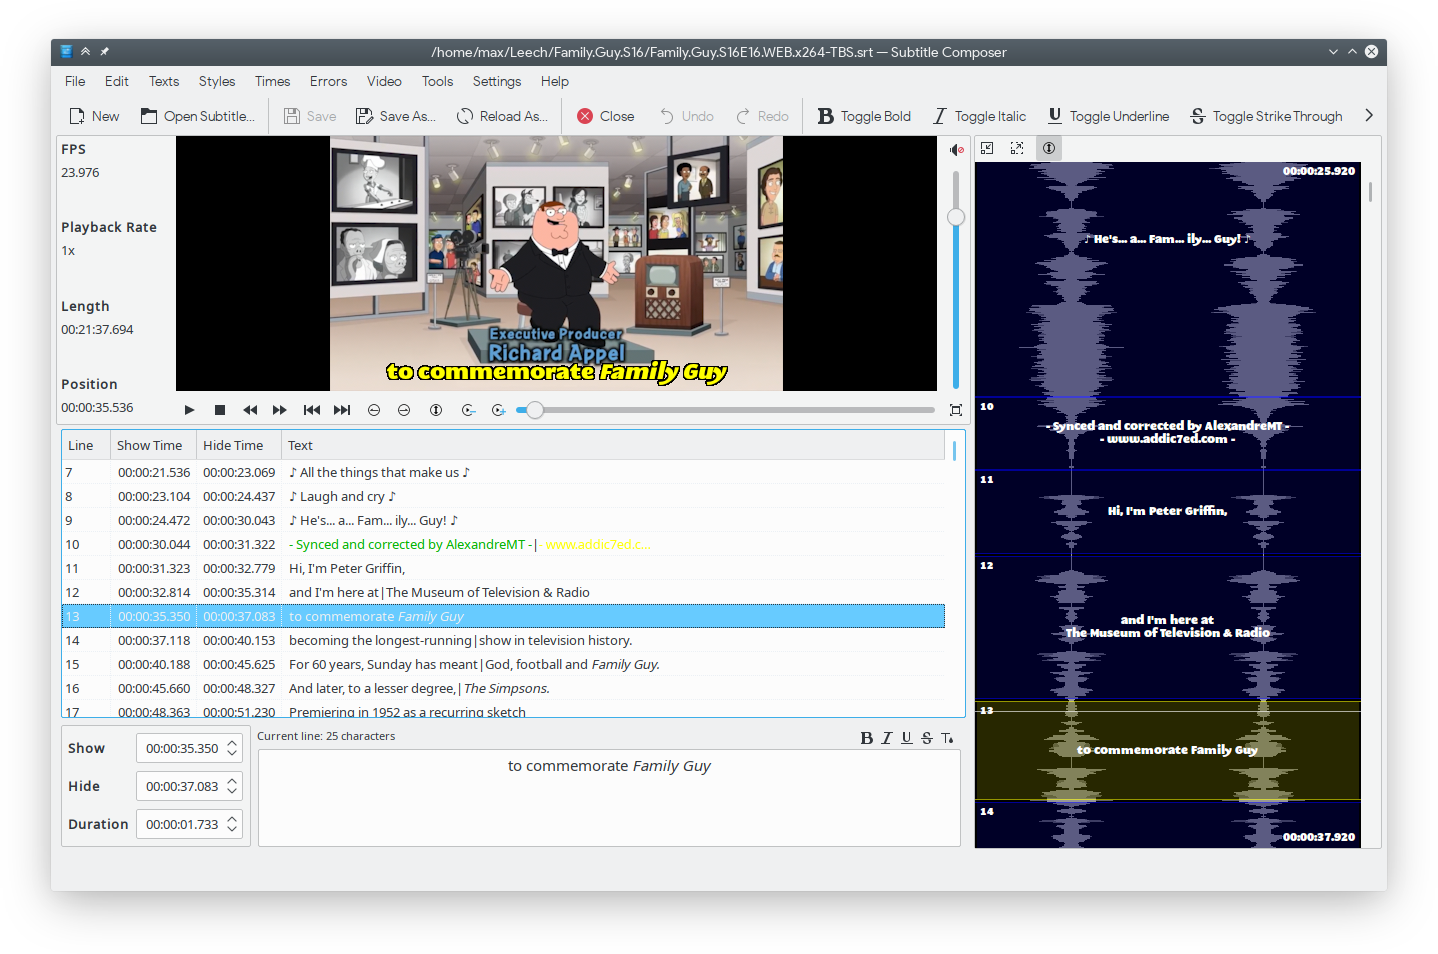 /home/max/Leech/Family.Guy.S16/Family.Guy.S16E16.WEB.x264-TBS.srt — Subtitle Composer
File Edit Texts Styles Times Errors Video Tools Settings Help
New Open Subtitle... Save Save As... Reload As... Close Undo Redo B Toggle Bold I Toggle Italic U Toggle Underline S Toggle Strike Through
FPS
23.976
Playback Rate
1x
Length
00:21:37.694
Position
00:00:35.536
Executive Producer
Richard Appel
to commemorate Family Guy
Line Show Time Hide Time Text
7 00:00:21.536 00:00:23.069 ♪ All the things that make us ♪
8 00:00:23.104 00:00:24.437 ♪ Laugh and cry ♪
9 00:00:24.472 00:00:30.043 ♪ He's... a... Fam... ily... Guy! ♪
10 00:00:30.044 00:00:31.322 - Synced and corrected by AlexandreMT -|- www.addic7ed.c...
11 00:00:31.323 00:00:32.779 Hi, I'm Peter Griffin,
12 00:00:32.814 00:00:35.314 and I'm here at|The Museum of Television & Radio
13 00:00:35.350 00:00:37.083 to commemorate Family Guy
14 00:00:37.118 00:00:40.153 becoming the longest-running|show in television history.
15 00:00:40.188 00:00:45.625 For 60 years, Sunday has meant|God, football and Family Guy.
16 00:00:45.660 00:00:48.327 And later, to a lesser degree,|The Simpsons.
17 00:00:48.363 00:00:51.230 Premiering in 1952 as a recurring sketch
Show 00:00:35.350
Hide 00:00:37.083
Duration 00:00:01.733
Current line: 25 characters
B I U S T
to commemorate Family Guy
00:00:25.920
♪ He's... a... Fam... ily... Guy! ♪
10
- Synced and corrected by AlexandreMT -
- www.addic7ed.com -
11
Hi, I'm Peter Griffin,
12
and I'm here at
The Museum of Television & Radio
13
to commemorate Family Guy
14
00:00:37.920